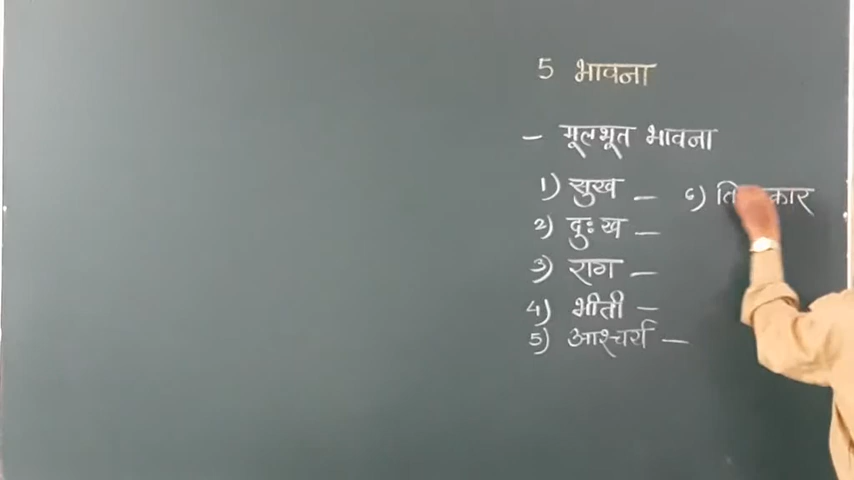 5 भावना
– मूलभूत भावना
1) सुख –
2) दुःख –
3) राग –
4) भीती –
5) आश्चर्य –
6)